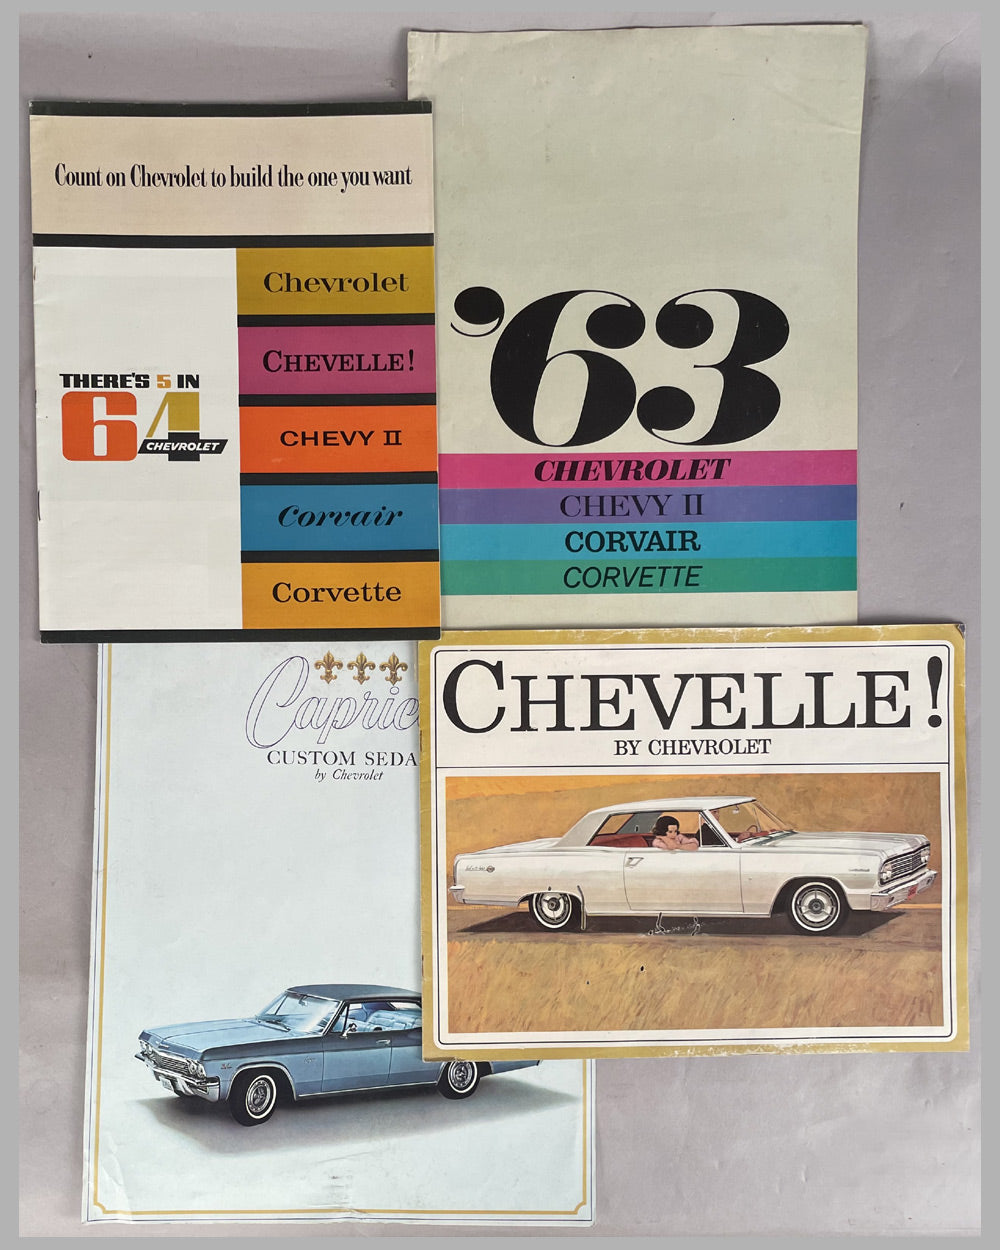 Count on Chevrolet to build the one you want
THERE'S 5 IN
64
CHEVROLET
Chevrolet
CHEVELLE!
CHEVY II
Corvair
Corvette
'63
CHEVROLET
CHEVY II
CORVAIR
CORVETTE
Caprice
CUSTOM SEDA
by Chevrolet
CHEVELLE!
BY CHEVROLET